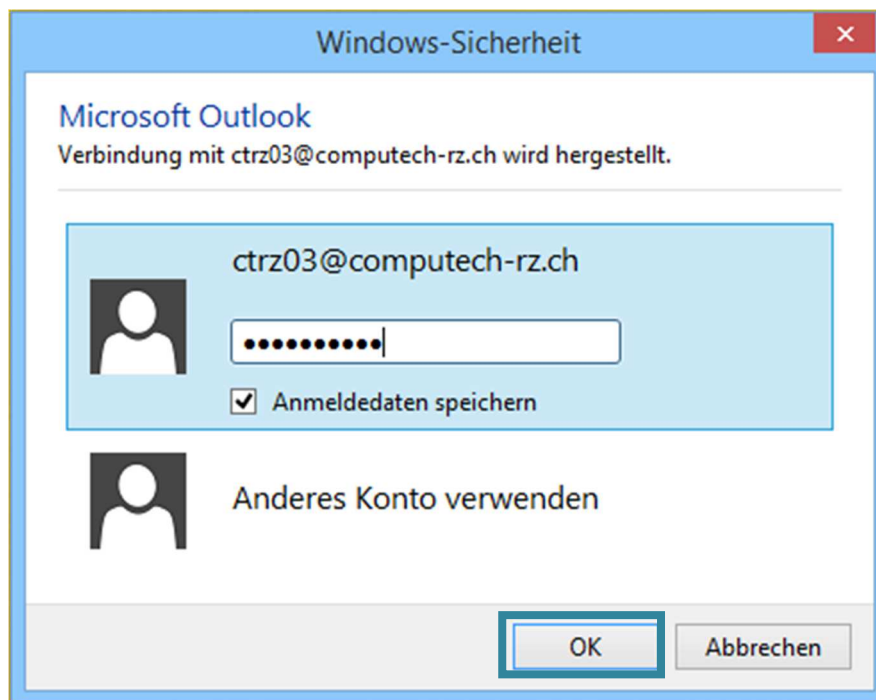 Windows-Sicherheit
Microsoft Outlook
Verbindung mit ctrz03@computech-rz.ch wird hergestellt.
ctrz03@computech-rz.ch
••••••••••
Anmeldedaten speichern
Anderes Konto verwenden
OK Abbrechen